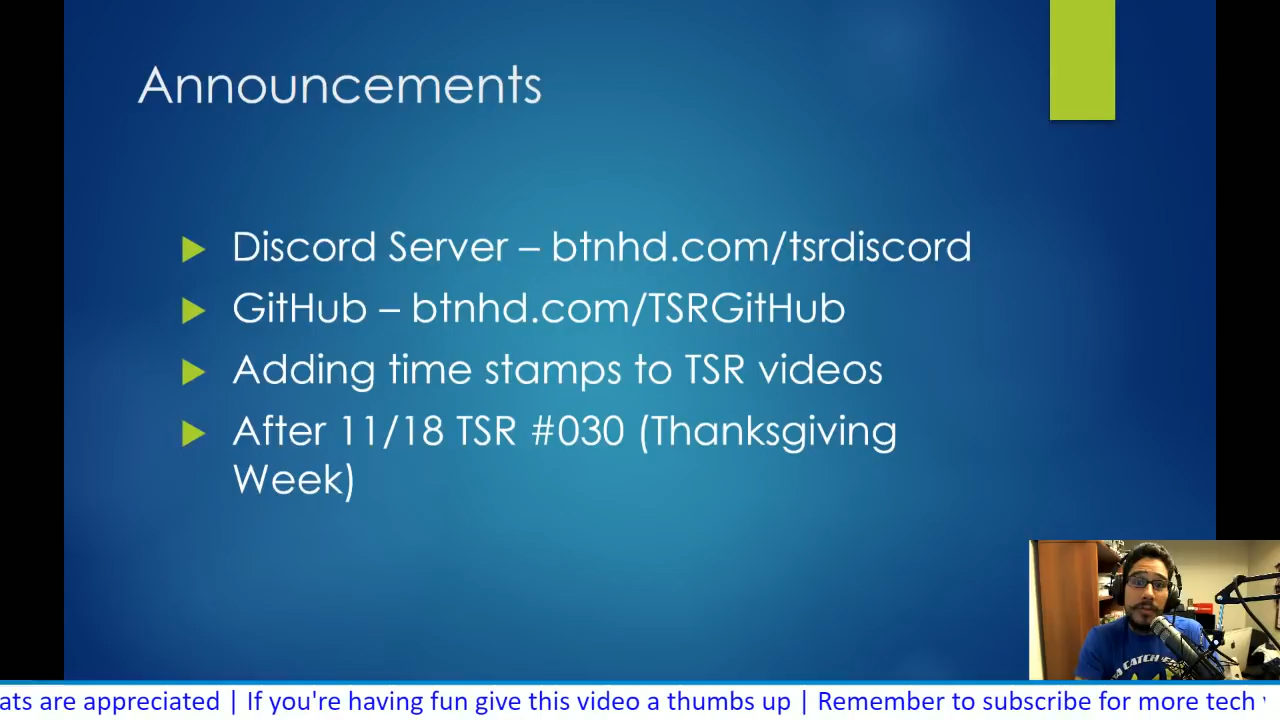 Announcements
Discord Server – btnhd.com/tsrdiscord
GitHub – btnhd.com/TSRGitHub
Adding time stamps to TSR videos
After 11/18 TSR #030 (Thanksgiving
Week)
A CATCH
ats are appreciated | If you're having fun give this video a thumbs up | Remember to subscribe for more tech